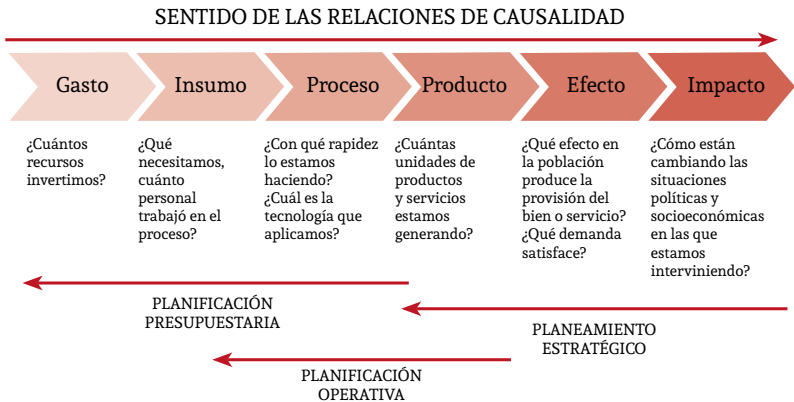 SENTIDO DE LAS RELACIONES DE CAUSALIDAD
Gasto
Insumo
Proceso
Producto
Efecto
Impacto
¿Cuántos
recursos
invertimos?
¿Qué
necesitamos,
cuánto
personal
trabajó en el
proceso?
¿Con qué rapidez
lo estamos
haciendo?
¿Cuál es la
tecnología que
aplicamos?
¿Cuántas
unidades de
productos
y servicios
estamos
generando?
¿Qué efecto en
la población
produce la
provisión del
bien o servicio?
¿Qué demanda
satisface?
¿Cómo están
cambiando las
situaciones
políticas y
socioeconómicas
en las que
estamos
interviniendo?
PLANIFICACIÓN
PRESUPUESTARIA
PLANEAMIENTO
ESTRATÉGICO
PLANIFICACIÓN
OPERATIVA